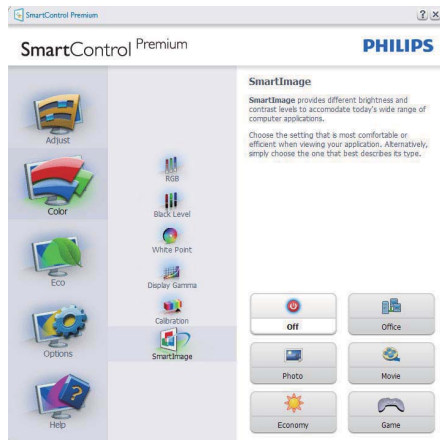 SmartControl Premium
? ×
SmartControl Premium
PHILIPS
Adjust
Color
Eco
Options
Help
RGB
Black Level
White Point
Display Gamma
Calibration
SmartImage
SmartImage
SmartImage provides different brightness and
contrast levels to accomodate today's wide range of
computer applications.
Choose the setting that is most comfortable or
efficient when viewing your application. Alternatively,
simply choose the one that best describes its type.
Off
Office
Photo
Movie
Economy
Game